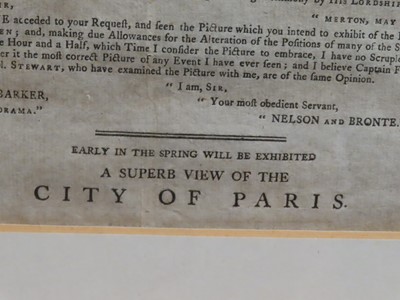 by His Lordship
“ MERTON, MAY
E acceded to your Request, and seen the Picture which you intend to exhibit of the
EN; and, making due Allowances for the Alteration of the Positions of many of the S
e Hour and a Half, which Time I consider the Picture to embrace, I have no Scruple
er it the most correct Picture of any Event I have ever seen; and I believe Captain F
l. STEWART, who have examined the Picture with me, are of the same Opinion.
“ I am, SIR,
BARKER,
“ Your most obedient Servant,
ORAMA.”
“ NELSON AND BRONTE.
EARLY IN THE SPRING WILL BE EXHIBITED
A SUPERB VIEW OF THE
CITY OF PARIS.